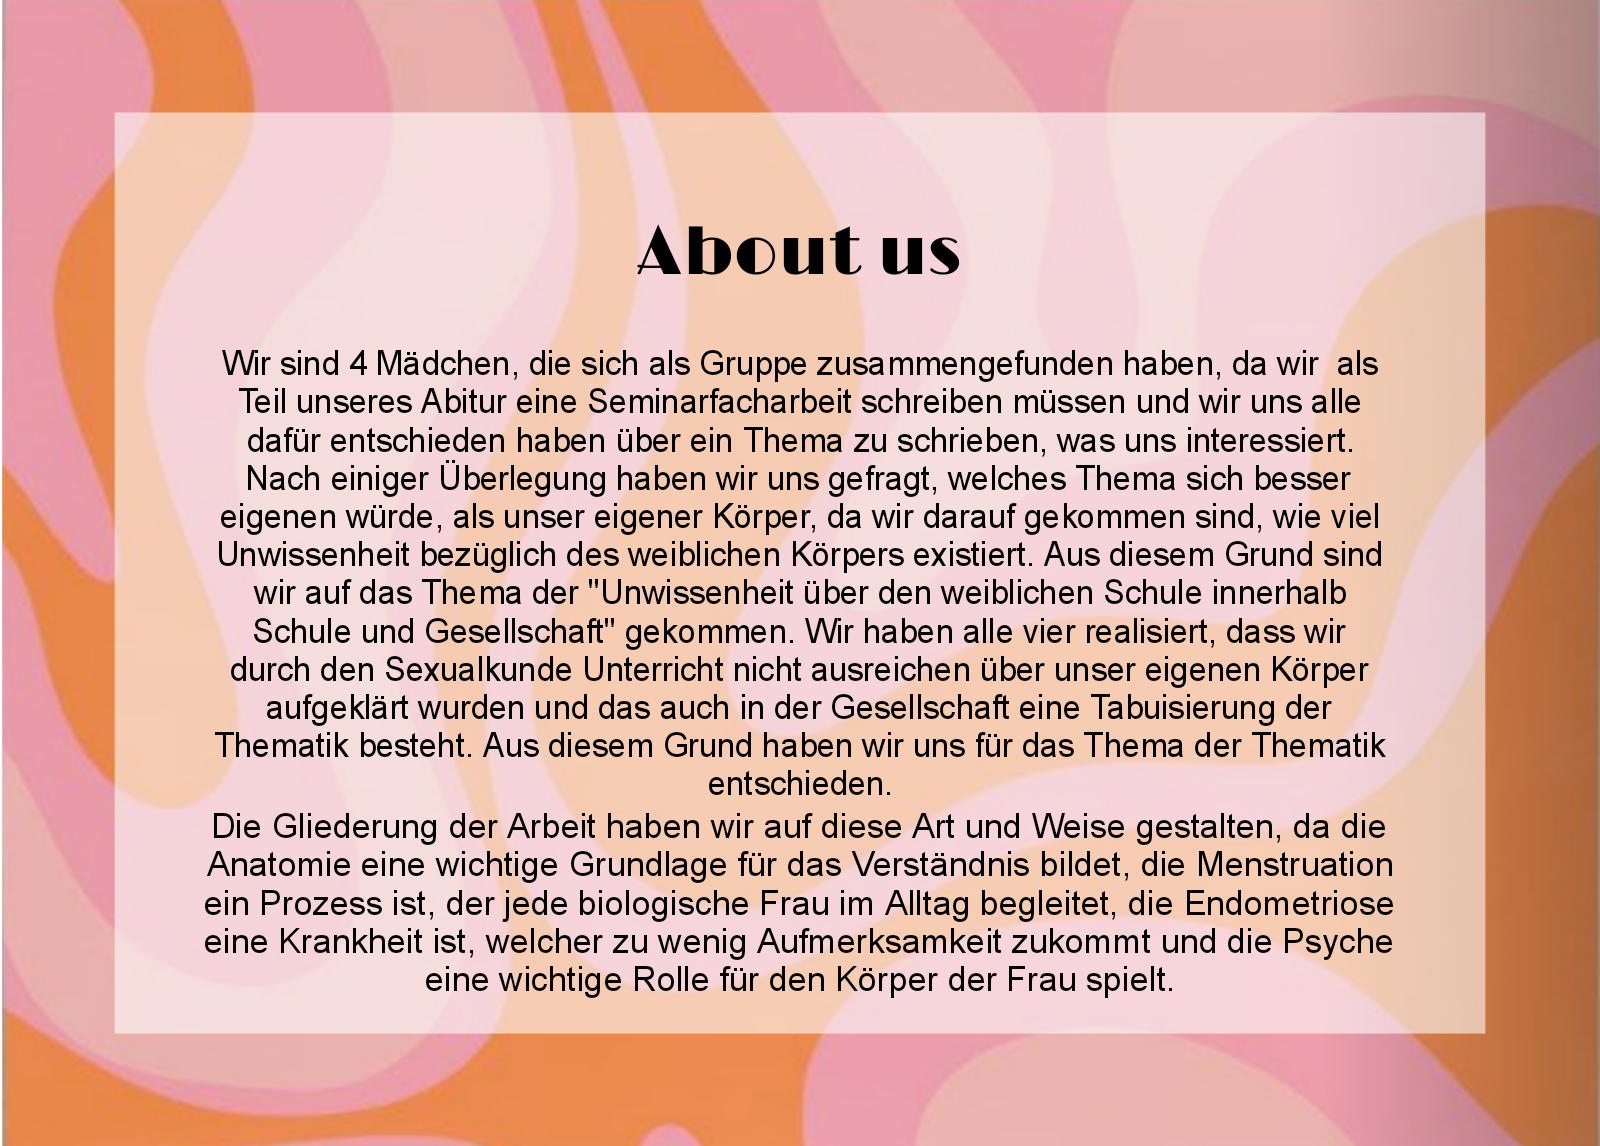 About us
Wir sind 4 Mädchen, die sich als Gruppe zusammengefunden haben, da wir als
Teil unseres Abitur eine Seminarfacharbeit schreiben müssen und wir uns alle
dafür entschieden haben über ein Thema zu schrieben, was uns interessiert.
Nach einiger Überlegung haben wir uns gefragt, welches Thema sich besser
eigenen würde, als unser eigener Körper, da wir darauf gekommen sind, wie viel
Unwissenheit bezüglich des weiblichen Körpers existiert. Aus diesem Grund sind
wir auf das Thema der "Unwissenheit über den weiblichen Schule innerhalb
Schule und Gesellschaft" gekommen. Wir haben alle vier realisiert, dass wir
durch den Sexualkunde Unterricht nicht ausreichen über unser eigenen Körper
aufgeklärt wurden und das auch in der Gesellschaft eine Tabuisierung der
Thematik besteht. Aus diesem Grund haben wir uns für das Thema der Thematik
entschieden.
Die Gliederung der Arbeit haben wir auf diese Art und Weise gestalten, da die
Anatomie eine wichtige Grundlage für das Verständnis bildet, die Menstruation
ein Prozess ist, der jede biologische Frau im Alltag begleitet, die Endometriose
eine Krankheit ist, welcher zu wenig Aufmerksamkeit zukommt und die Psyche
eine wichtige Rolle für den Körper der Frau spielt.